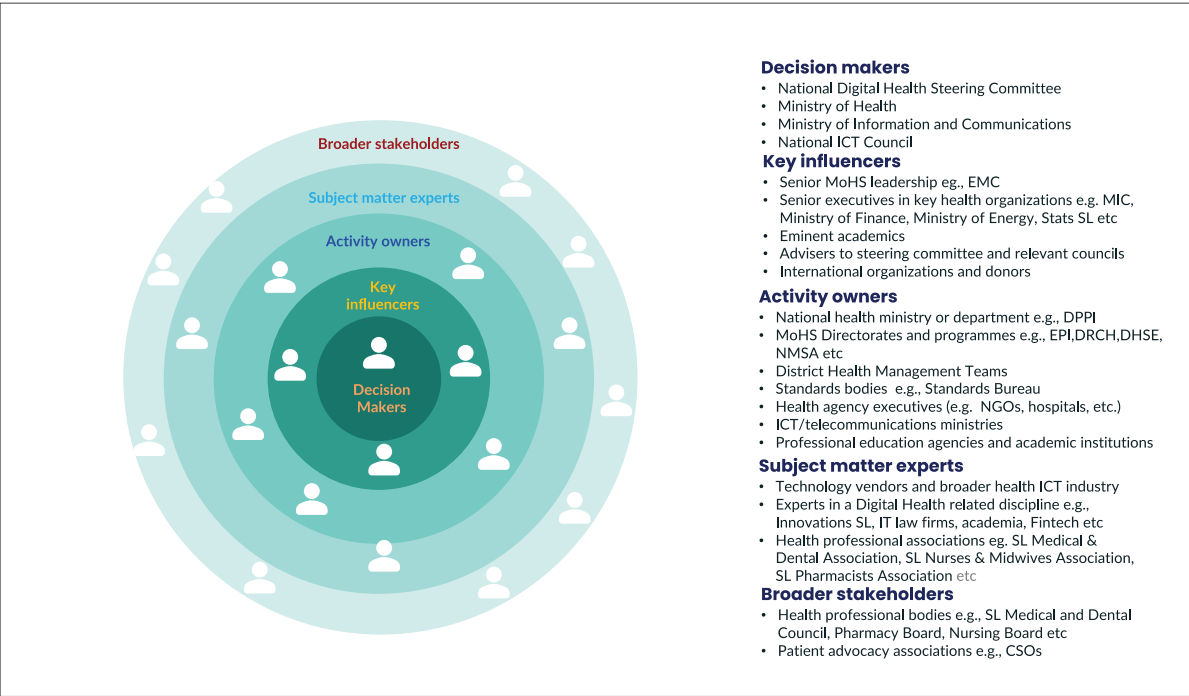 Broader stakeholders
Subject matter experts
Activity owners
Key
influencers
Decision
Makers
Decision makers
• National Digital Health Steering Committee
• Ministry of Health
• Ministry of Information and Communications
• National ICT Council
Key influencers
• Senior MoHS leadership eg., EMC
• Senior executives in key health organizations e.g. MIC,
Ministry of Finance, Ministry of Energy, Stats SL etc
• Eminent academics
• Advisers to steering committee and relevant councils
• International organizations and donors
Activity owners
• National health ministry or department e.g., DPPI
• MoHS Directorates and programmes e.g., EPI,DRCH,DHSE,
NMSA etc
• District Health Management Teams
• Standards bodies e.g., Standards Bureau
• Health agency executives (e.g. NGOs, hospitals, etc.)
• ICT/telecommunications ministries
• Professional education agencies and academic institutions
Subject matter experts
• Technology vendors and broader health ICT industry
• Experts in a Digital Health related discipline e.g.,
Innovations SL, IT law firms, academia, Fintech etc
• Health professional associations eg. SL Medical &
Dental Association, SL Nurses & Midwives Association,
SL Pharmacists Association etc
Broader stakeholders
• Health professional bodies e.g., SL Medical and Dental
Council, Pharmacy Board, Nursing Board etc
• Patient advocacy associations e.g., CSOs